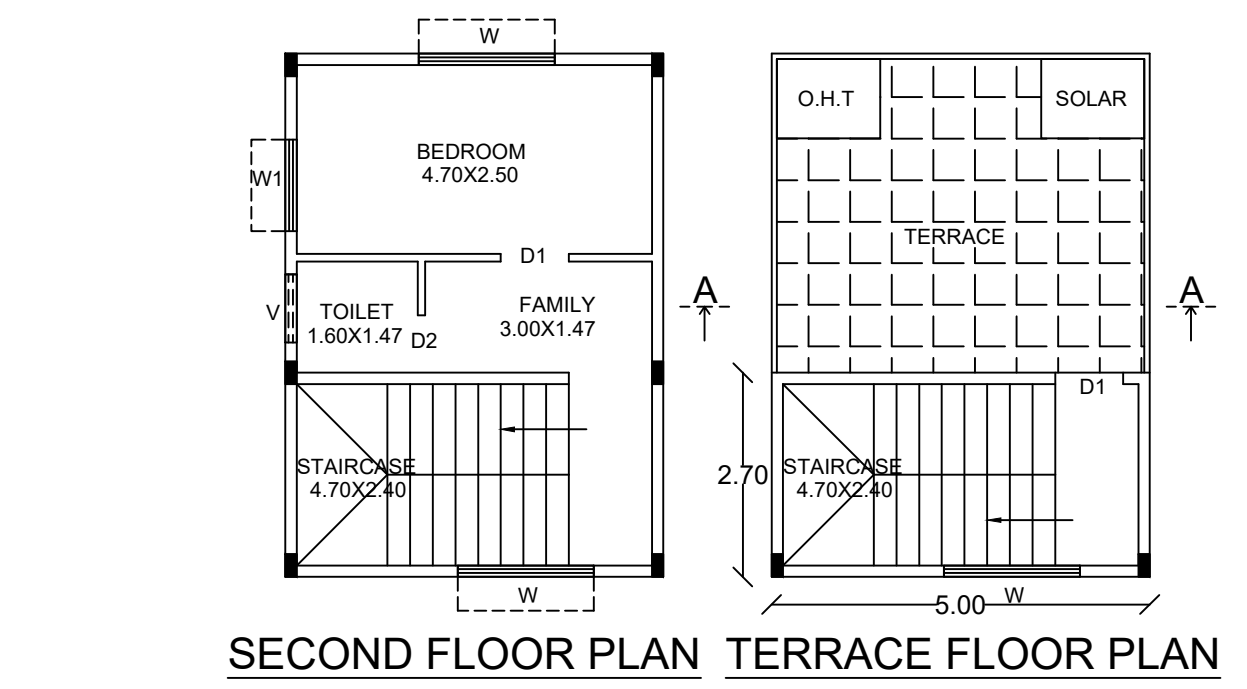 W
BEDROOM
4.70X2.50
W1
D1
V
TOILET
1.60X1.47
D2
FAMILY
3.00X1.47
A
STAIRCASE
4.70X2.40
W
SECOND FLOOR PLAN
O.H.T
SOLAR
TERRACE
A
D1
2.70
STAIRCASE
4.70X2.40
W
5.00
TERRACE FLOOR PLAN